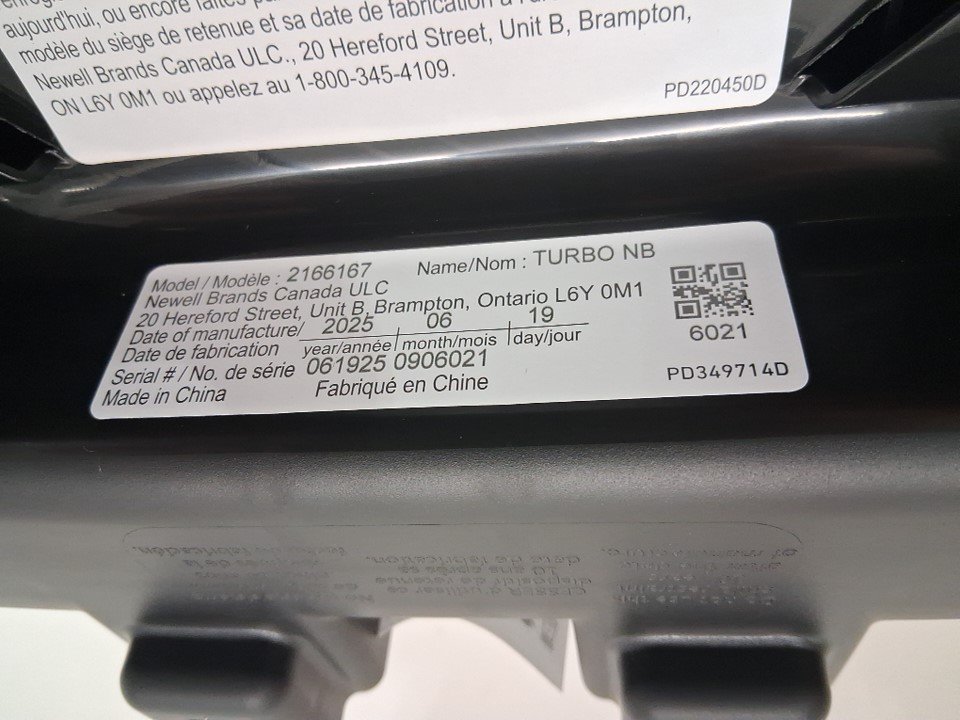 aujourd'hui, ou encore faites
modèle du siège de retenue et sa date de fabrication à
Newell Brands Canada ULC., 20 Hereford Street, Unit B, Brampton,
ON L6Y 0M1 ou appelez au 1-800-345-4109.
PD220450D
Model / Modèle : 2166167 Name/Nom : TURBO NB
Newell Brands Canada ULC
20 Hereford Street, Unit B, Brampton, Ontario L6Y 0M1
Date of manufacture/ 2025 06 19
Date de fabrication year/année month/mois day/jour
Serial # / No. de série 061925 0906021
Made in China Fabriqué en Chine
6021
PD349714D